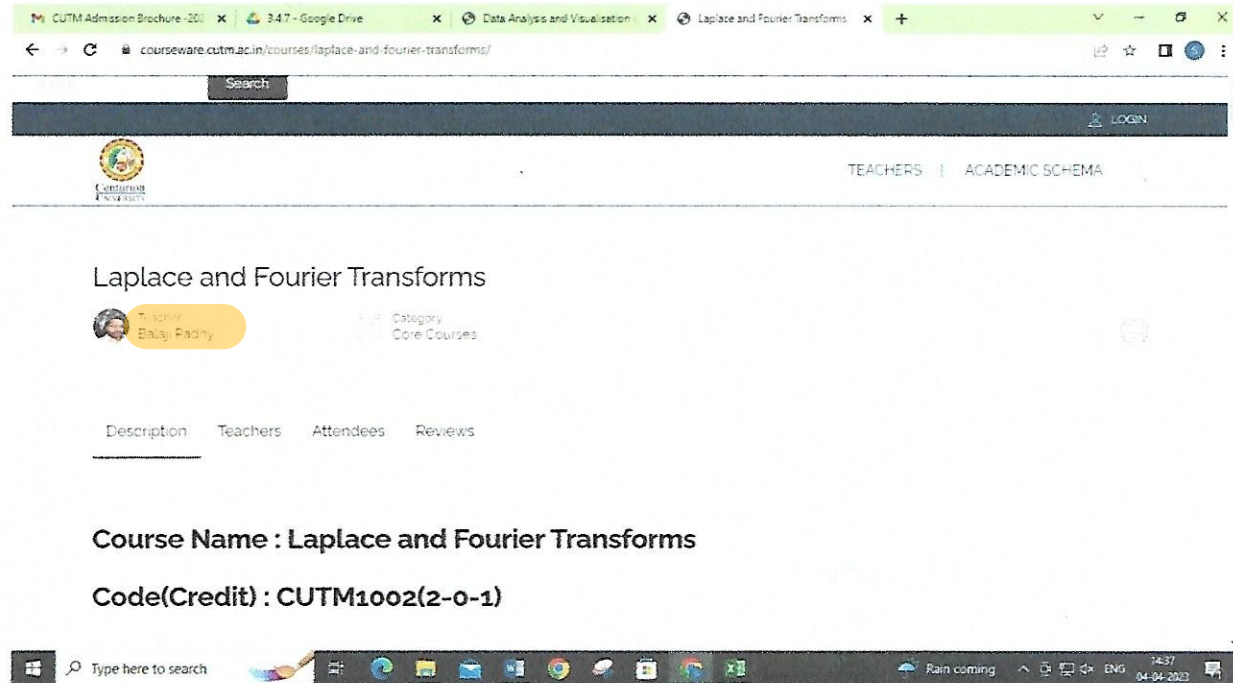 CUTM Admission Brochure -202
3.4.7 - Google Drive
Data Analysis and Visualisation
Laplace and Fourier Transforms
courseware.cutm.ac.in/courses/laplace-and-fourier-transforms/
S
Search
LOGIN
Centurion
UNIVERSITY
TEACHERS | ACADEMIC SCHEMA
Laplace and Fourier Transforms
Teacher
Balaji Padhy
Category
Core Courses
Description Teachers Attendees Reviews
Course Name : Laplace and Fourier Transforms
Code(Credit) : CUTM1002(2-0-1)
Type here to search
Rain coming
ENG
14:37
04-04-2023